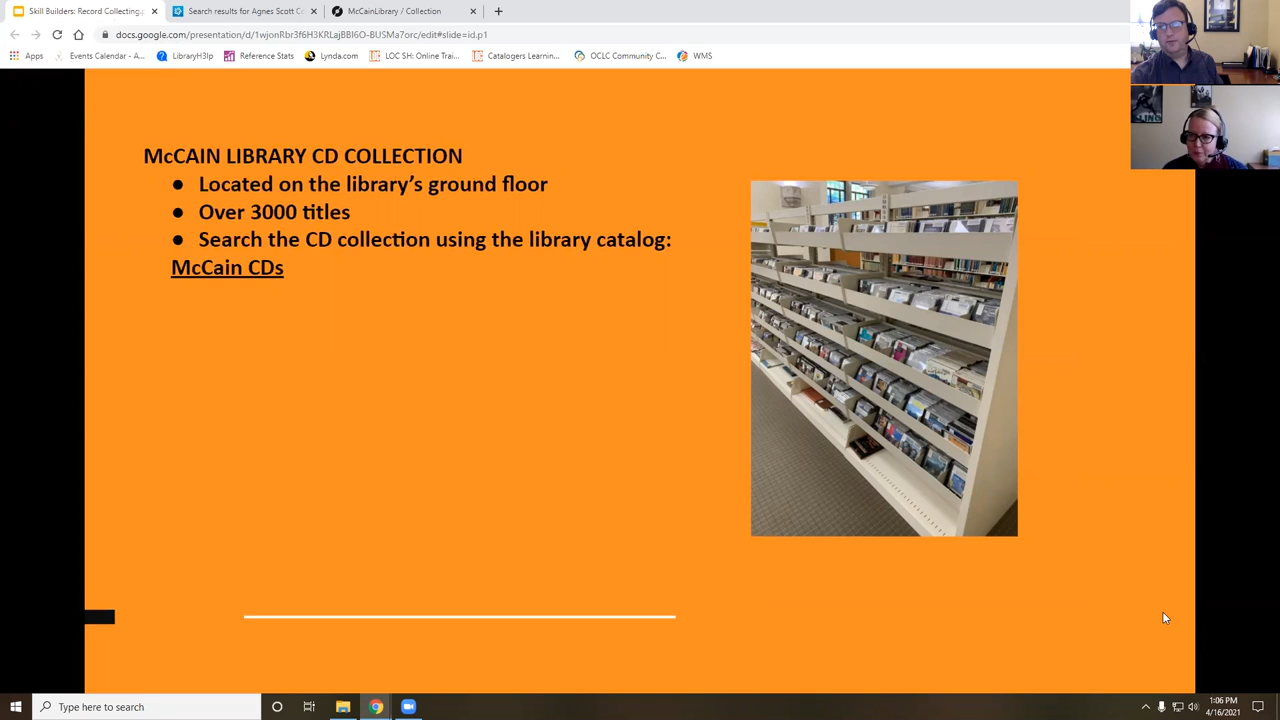 Skill Builders: Record Collecting.
Search results for Agnes Scott Co
McCainLibrary / Collection
docs.google.com/presentation/d/1wjonRbr3f6H3KRLajBBI6O-BUSMa7orc/edit#slide=id.p1
Apps
Events Calendar - A...
LibraryH3lp
Reference Stats
Lynda.com
LOC SH: Online Trai...
Catalogers Learnin...
OCLC Community C...
WMS
McCAIN LIBRARY CD COLLECTION
● Located on the library's ground floor
● Over 3000 titles
● Search the CD collection using the library catalog:
McCain CDs
Type here to search
1:06 PM
4/16/2021